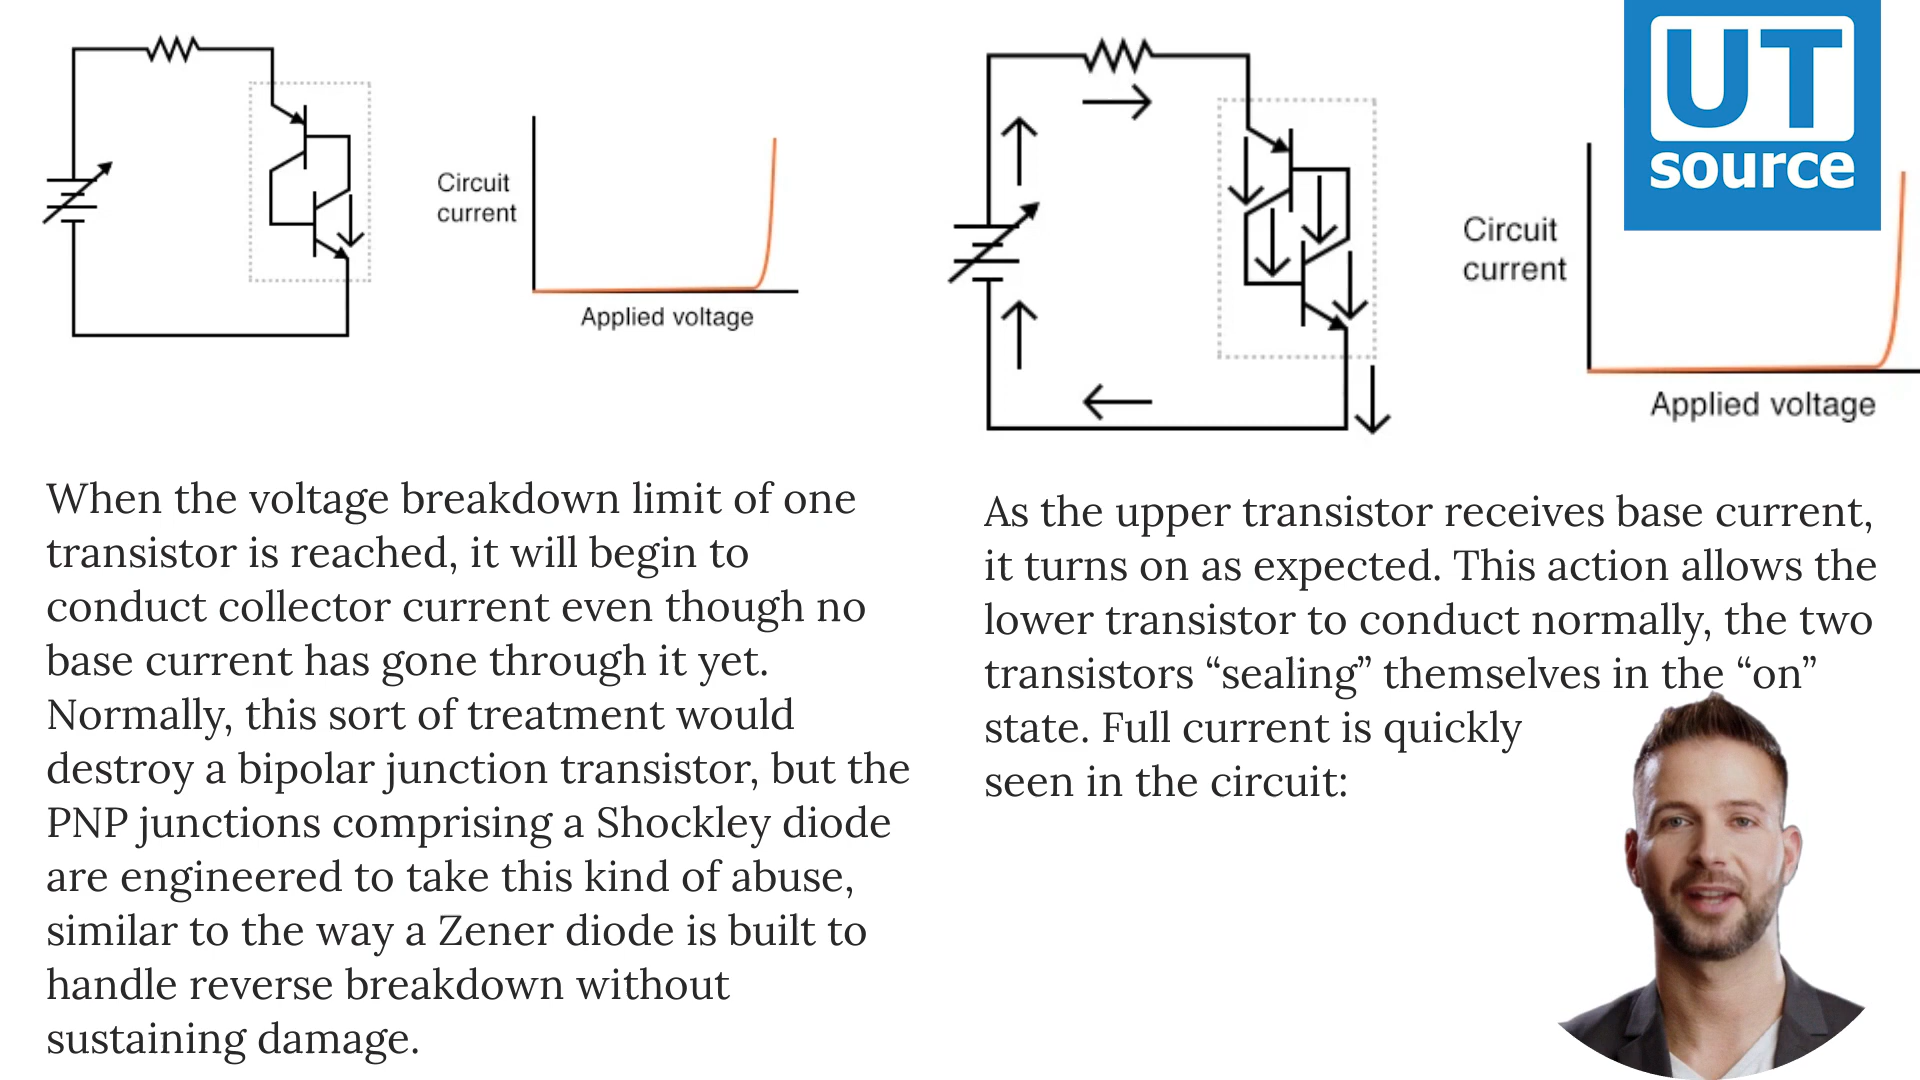 Circuit
current
Applied voltage
UT
source
Circuit
current
Applied voltage
When the voltage breakdown limit of one
transistor is reached, it will begin to
conduct collector current even though no
base current has gone through it yet.
Normally, this sort of treatment would
destroy a bipolar junction transistor, but the
PNP junctions comprising a Shockley diode
are engineered to take this kind of abuse,
similar to the way a Zener diode is built to
handle reverse breakdown without
sustaining damage.
As the upper transistor receives base current,
it turns on as expected. This action allows the
lower transistor to conduct normally, the two
transistors “sealing” themselves in the “on”
state. Full current is quickly
seen in the circuit: